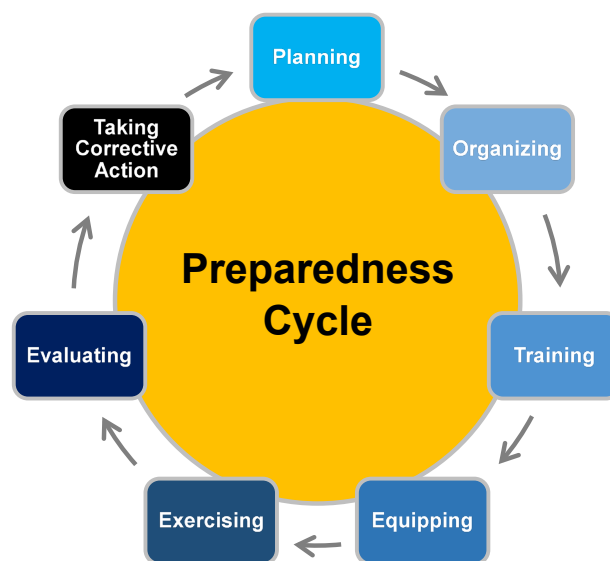 Planning
Organizing
Training
Equipping
Exercising
Evaluating
Taking
Corrective
Action
Preparedness
Cycle